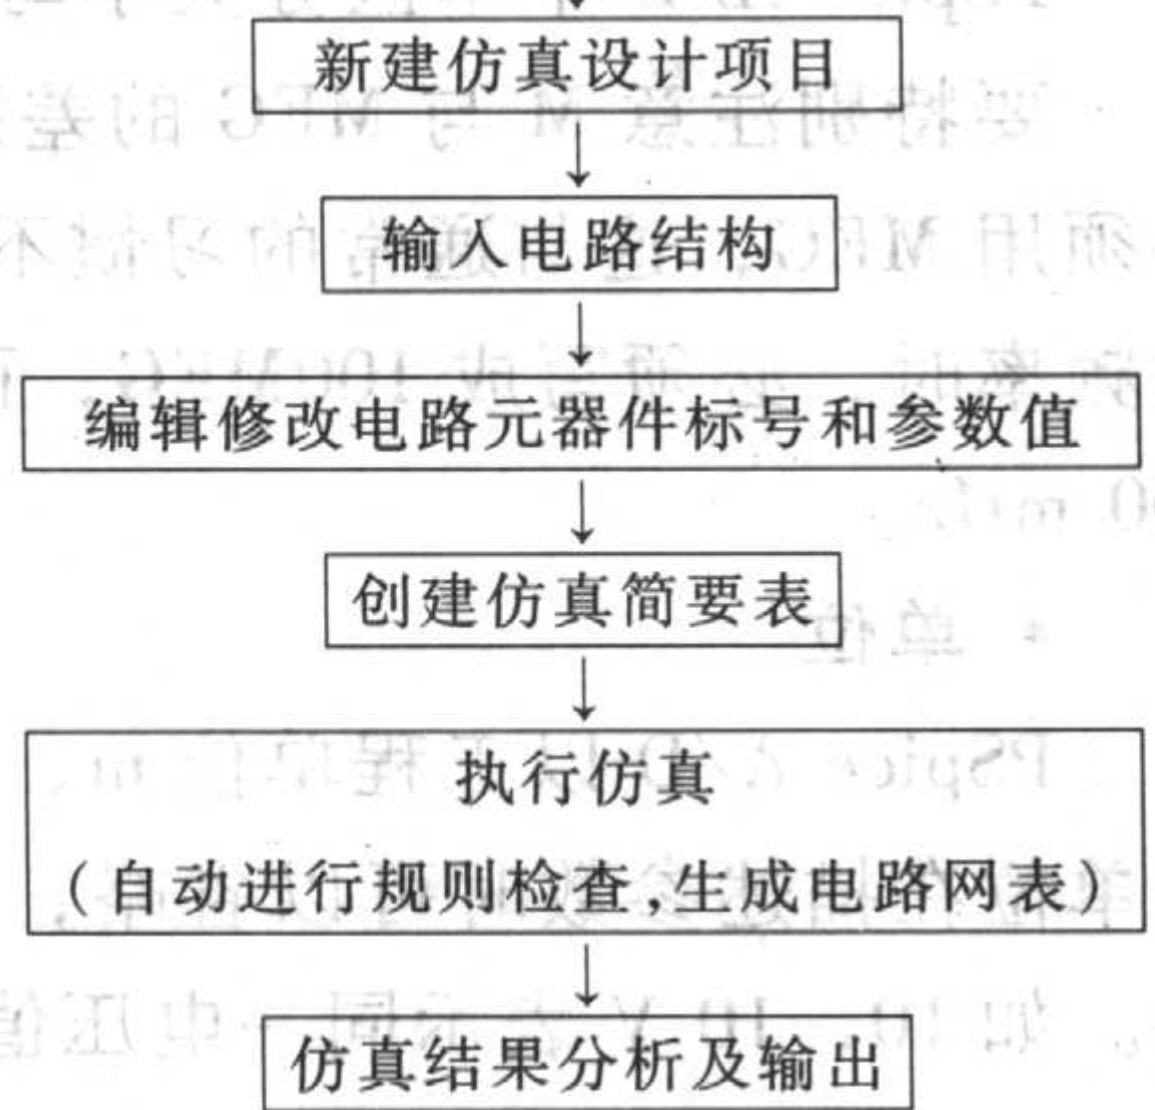 新建仿真设计项目
输入电路结构
编辑修改电路元器件标号和参数值
创建仿真简要表
执行仿真
(自动进行规则检查,生成电路网表)
仿真结果分析及输出